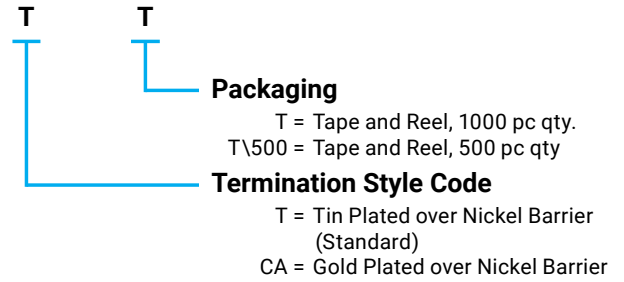 T T
Packaging
T = Tape and Reel, 1000 pc qty.
T\500 = Tape and Reel, 500 pc qty
Termination Style Code
T = Tin Plated over Nickel Barrier
(Standard)
CA = Gold Plated over Nickel Barrier